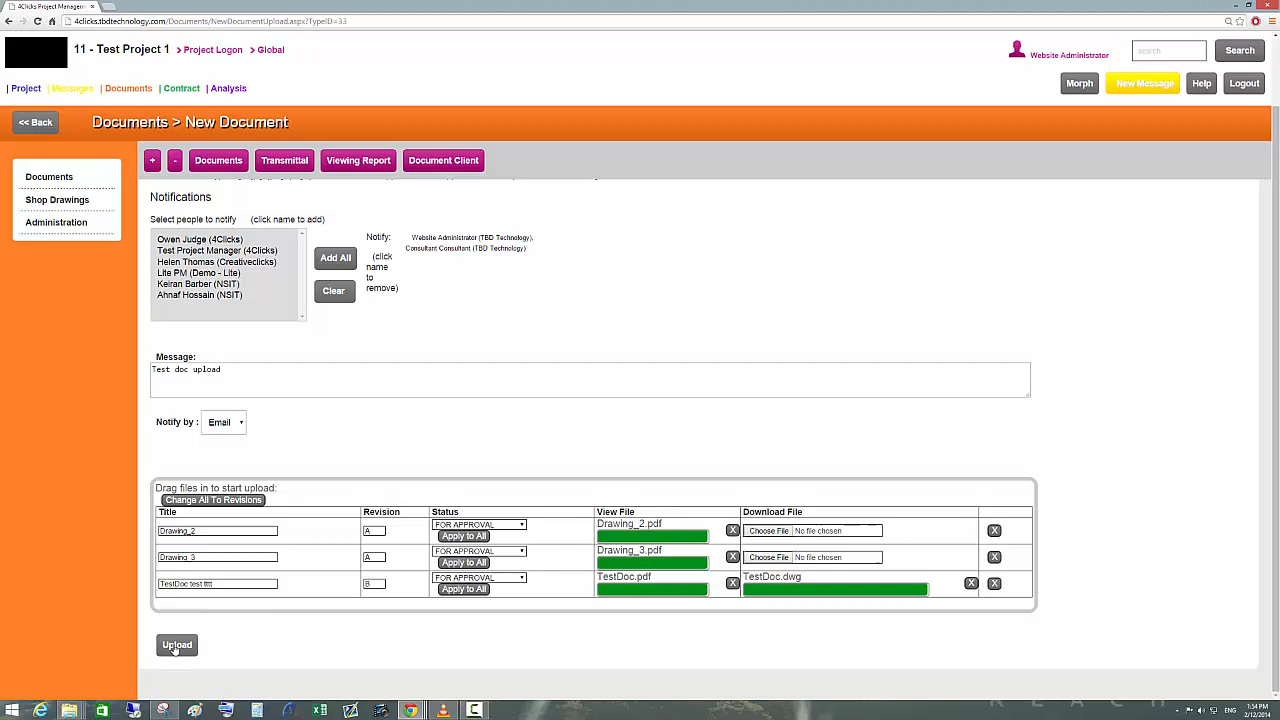 4Clicks Project Manageme
4clicks.tbdtechnology.com/Documents/NewDocumentUpload.aspx?TypeID=33
11 - Test Project 1 > Project Logon > Global
Website Administrator
search
Search
| Project | Messages | Documents | Contract | Analysis
Morph
New Message
Help
Logout
<< Back
Documents > New Document
Documents
Shop Drawings
Administration
+ - Documents Transmittal Viewing Report Document Client
Notifications
Select people to notify (click name to add)
Owen Judge (4Clicks)
Test Project Manager (4Clicks)
Helen Thomas (Creativeclicks)
Lite PM (Demo - Lite)
Keiran Barber (NSIT)
Ahnaf Hossain (NSIT)
Add All
Clear
Notify:
(click
name
to
remove)
Website Administrator (TBD Technology),
Consultant Consultant (TBD Technology)
Message:
Test doc upload
Notify by : Email
Drag files in to start upload:
Change All To Revisions
Title Revision Status View File Download File
Drawing_2 A FOR APPROVAL Apply to All Drawing_2.pdf X Choose File No file chosen X
Drawing_3 A FOR APPROVAL Apply to All Drawing_3.pdf X Choose File No file chosen X
TestDoc test tttt B FOR APPROVAL Apply to All TestDoc.pdf X TestDoc.dwg X X
Upload
R E A C H
ENG
1:54 PM
2/12/2014